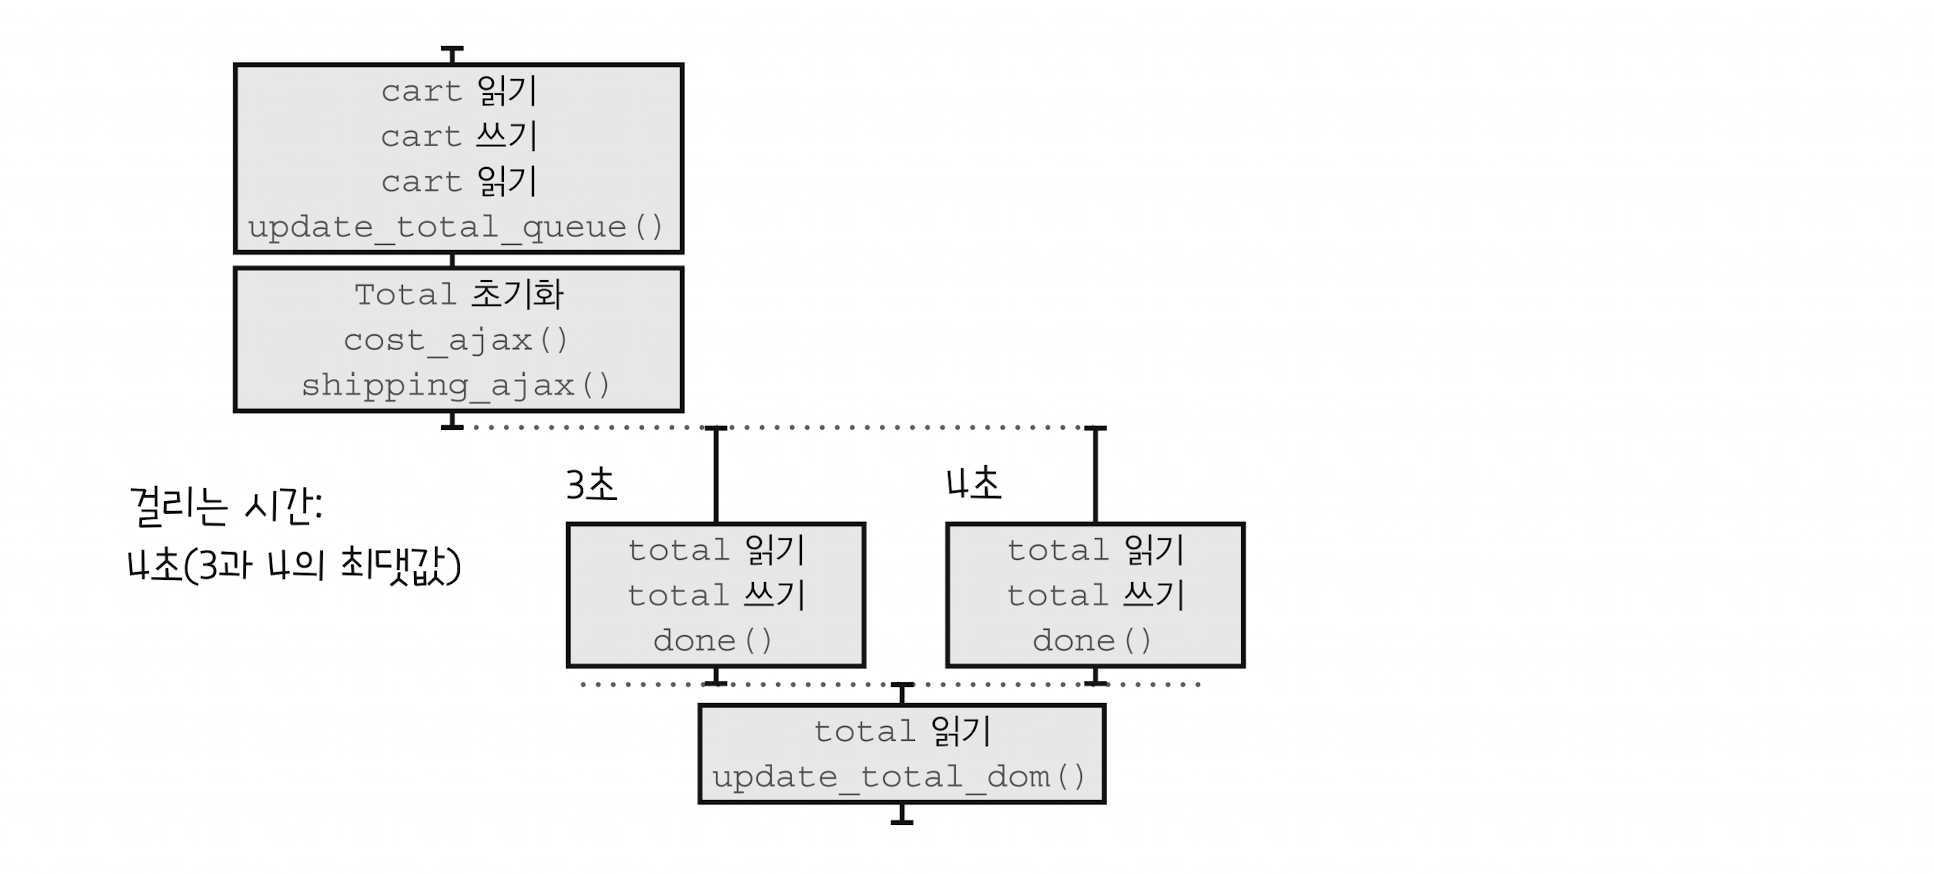 cart 읽기
cart 쓰기
cart 읽기
update_total_queue()
Total 초기화
cost_ajax()
shipping_ajax()
걸리는 시간:
4초(3과 4의 최댓값)
3초
total 읽기
total 쓰기
done()
4초
total 읽기
total 쓰기
done()
total 읽기
update_total_dom()